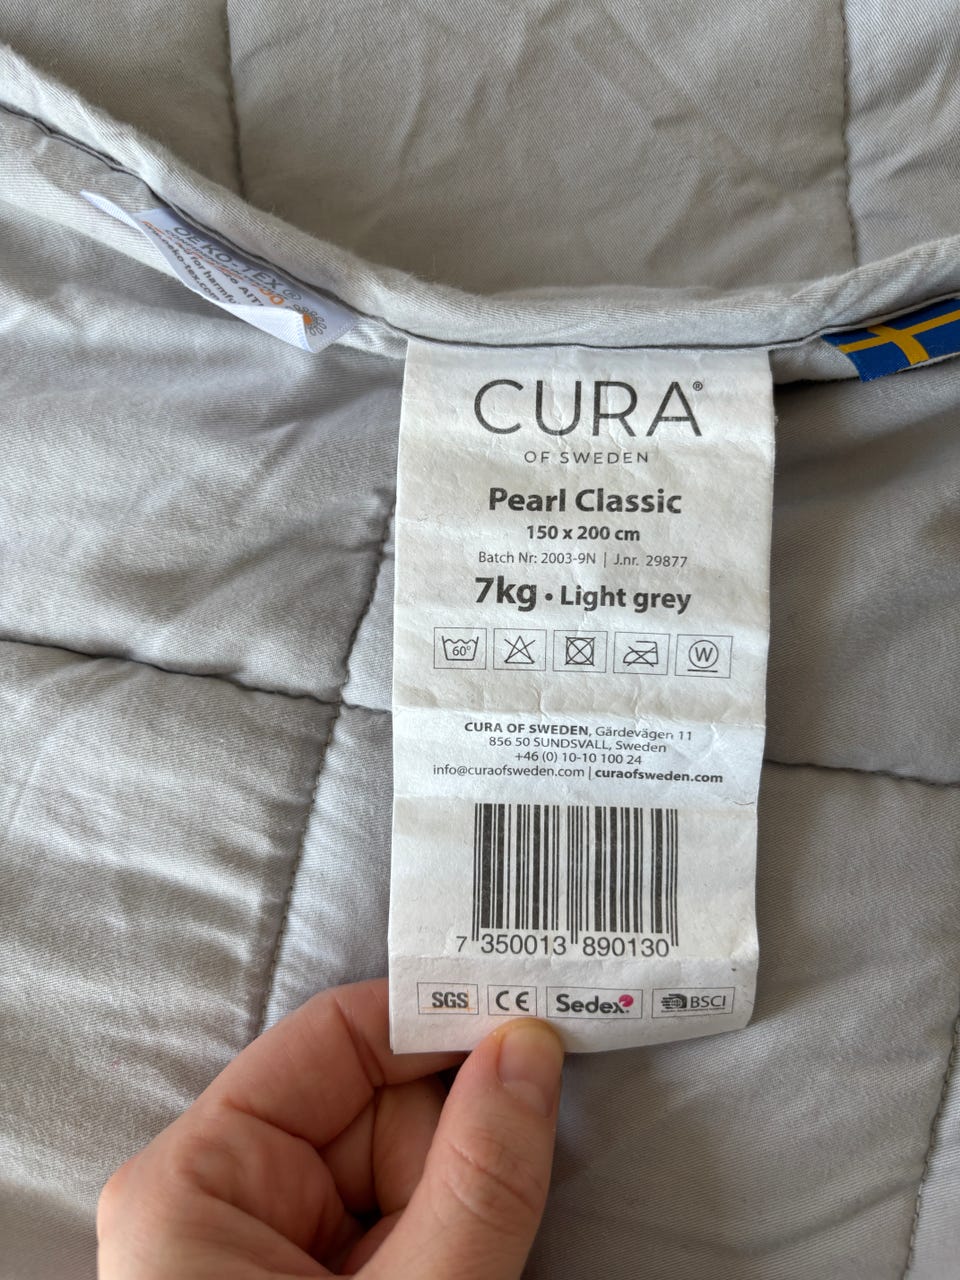 OEKO-TEX®
CURA®
OF SWEDEN
Pearl Classic
150 x 200 cm
Batch Nr: 2003-9N | J.nr. 29877
7kg • Light grey
60°
W
CURA OF SWEDEN, Gärdevägen 11
856 50 SUNDSVALL, Sweden
+46 (0) 10-10 100 24
info@curaofsweden.com | curaofsweden.com
7 350013 890130
SGS CE Sedex BSCI